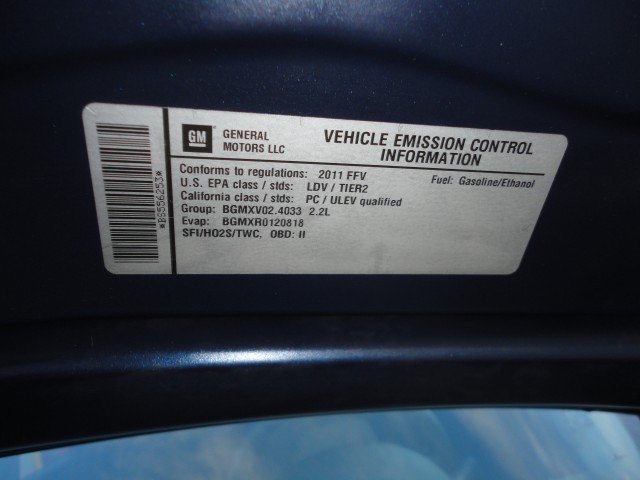 *BS556253*
GM
GENERAL
MOTORS LLC
VEHICLE EMISSION CONTROL
INFORMATION
Conforms to regulations: 2011 FFV
Fuel: Gasoline/Ethanol
U.S. EPA class / stds: LDV / TIER2
California class / stds: PC / ULEV qualified
Group: BGMXV02.4033 2.2L
Evap: BGMXR0120818
SFI/HO2S/TWC, OBD: II